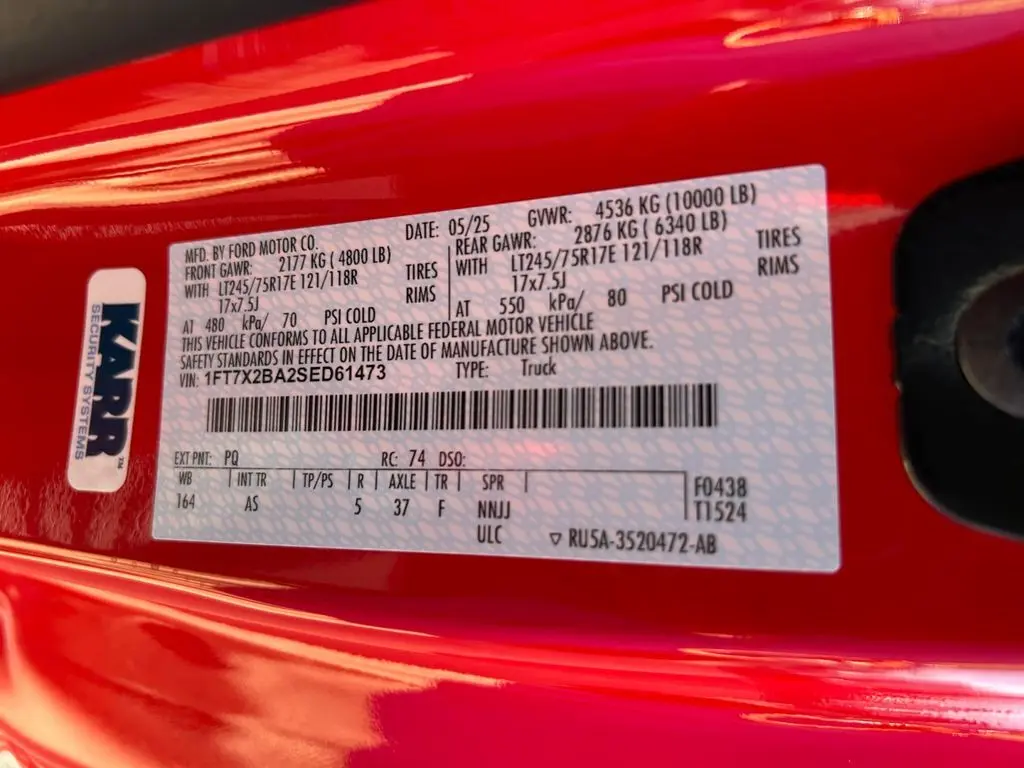 KARR™
SECURITY SYSTEMS
MFD. BY FORD MOTOR CO. DATE: 05/25 GVWR: 4536 KG (10000 LB)
FRONT GAWR: 2177 KG ( 4800 LB) REAR GAWR: 2876 KG ( 6340 LB)
WITH LT245/75R17E 121/118R TIRES WITH LT245/75R17E 121/118R TIRES
17x7.5J RIMS 17x7.5J RIMS
AT 480 kPa/ 70 PSI COLD AT 550 kPa/ 80 PSI COLD
THIS VEHICLE CONFORMS TO ALL APPLICABLE FEDERAL MOTOR VEHICLE
SAFETY STANDARDS IN EFFECT ON THE DATE OF MANUFACTURE SHOWN ABOVE.
VIN: 1FT7X2BA2SED61473 TYPE: Truck
EXT PNT: PQ RC: 74 DSO:
WB INT TR TP/PS R AXLE TR SPR F0438
164 AS 5 37 F NNJJ T1524
ULC ▽ RU5A-3520472-AB